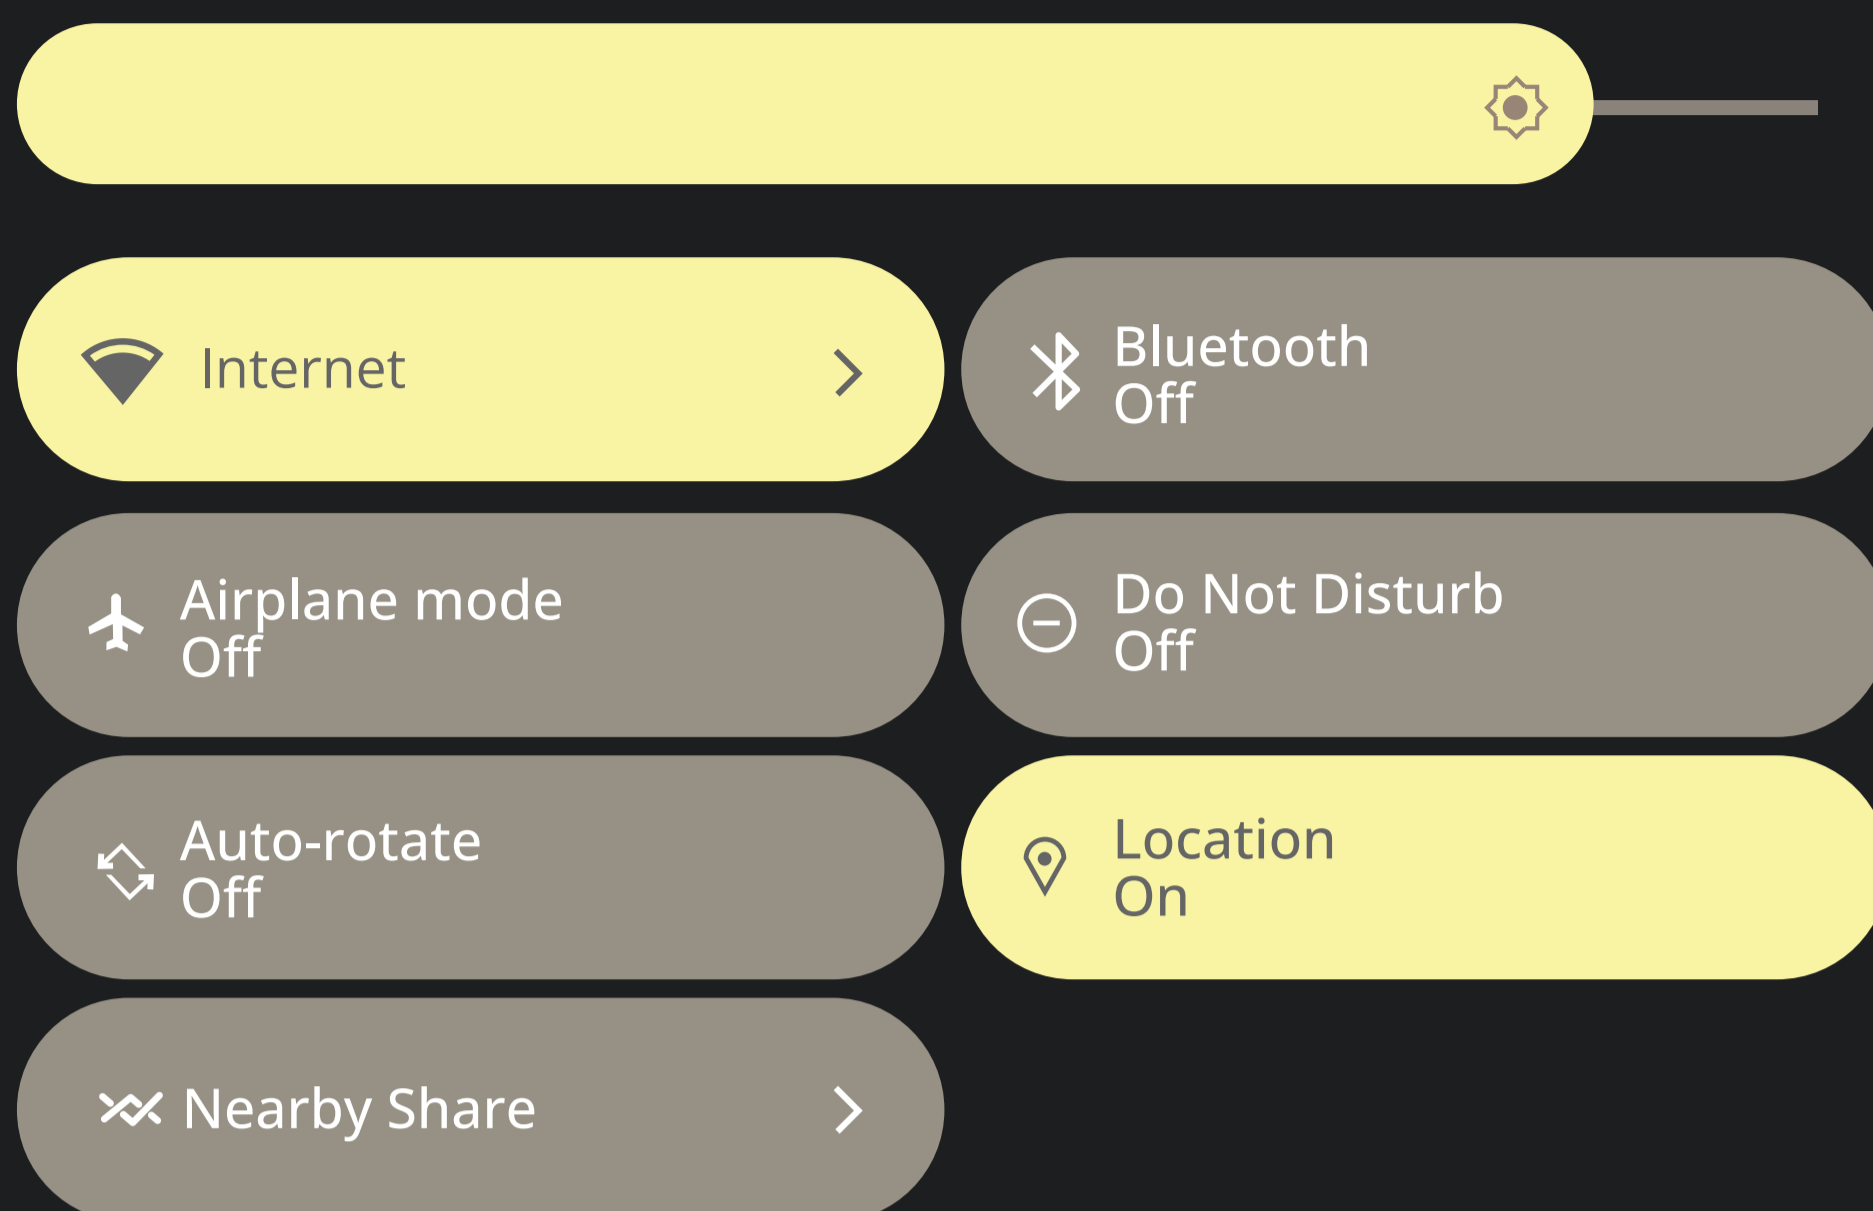 Internet
Bluetooth
Off
Airplane mode
Off
Do Not Disturb
Off
Auto-rotate
Off
Location
On
Nearby Share